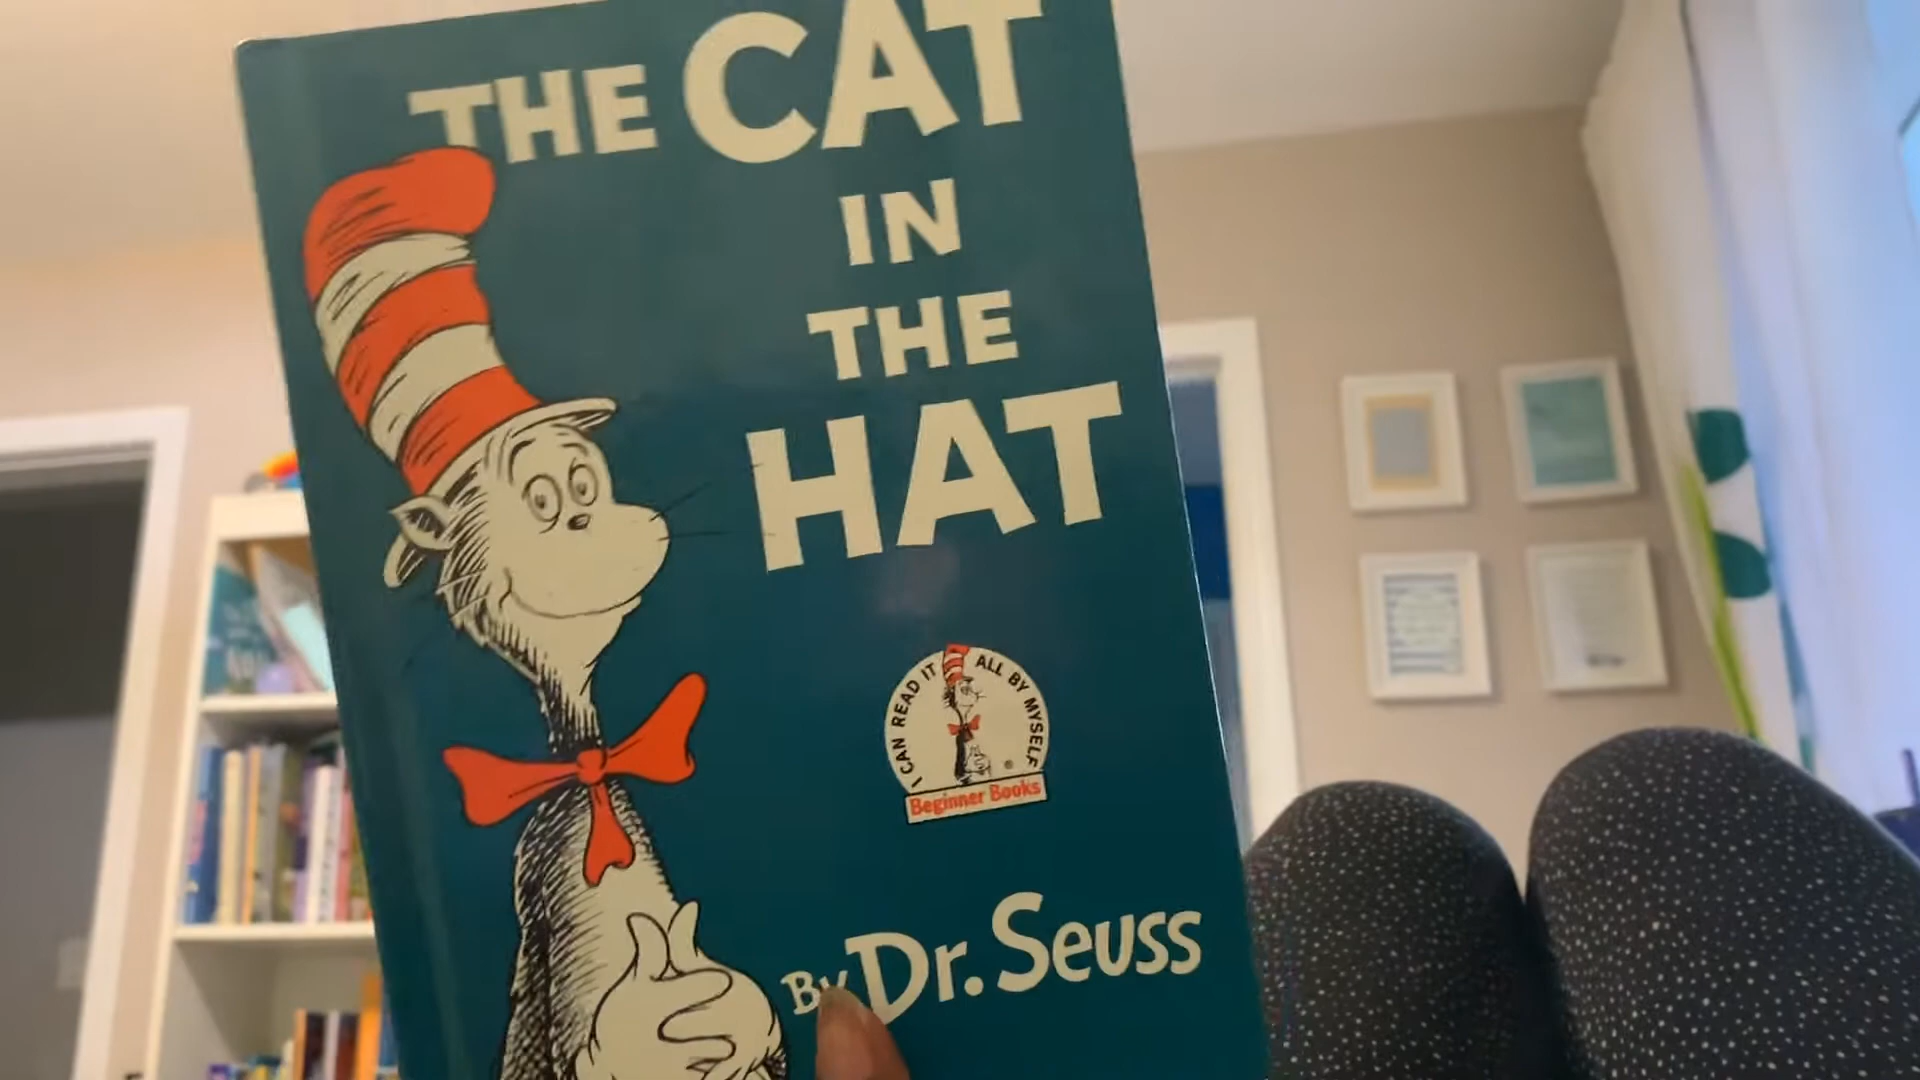 THE CAT
IN
THE
HAT
I CAN READ IT ALL BY MYSELF
®
Beginner Books
By Dr. Seuss